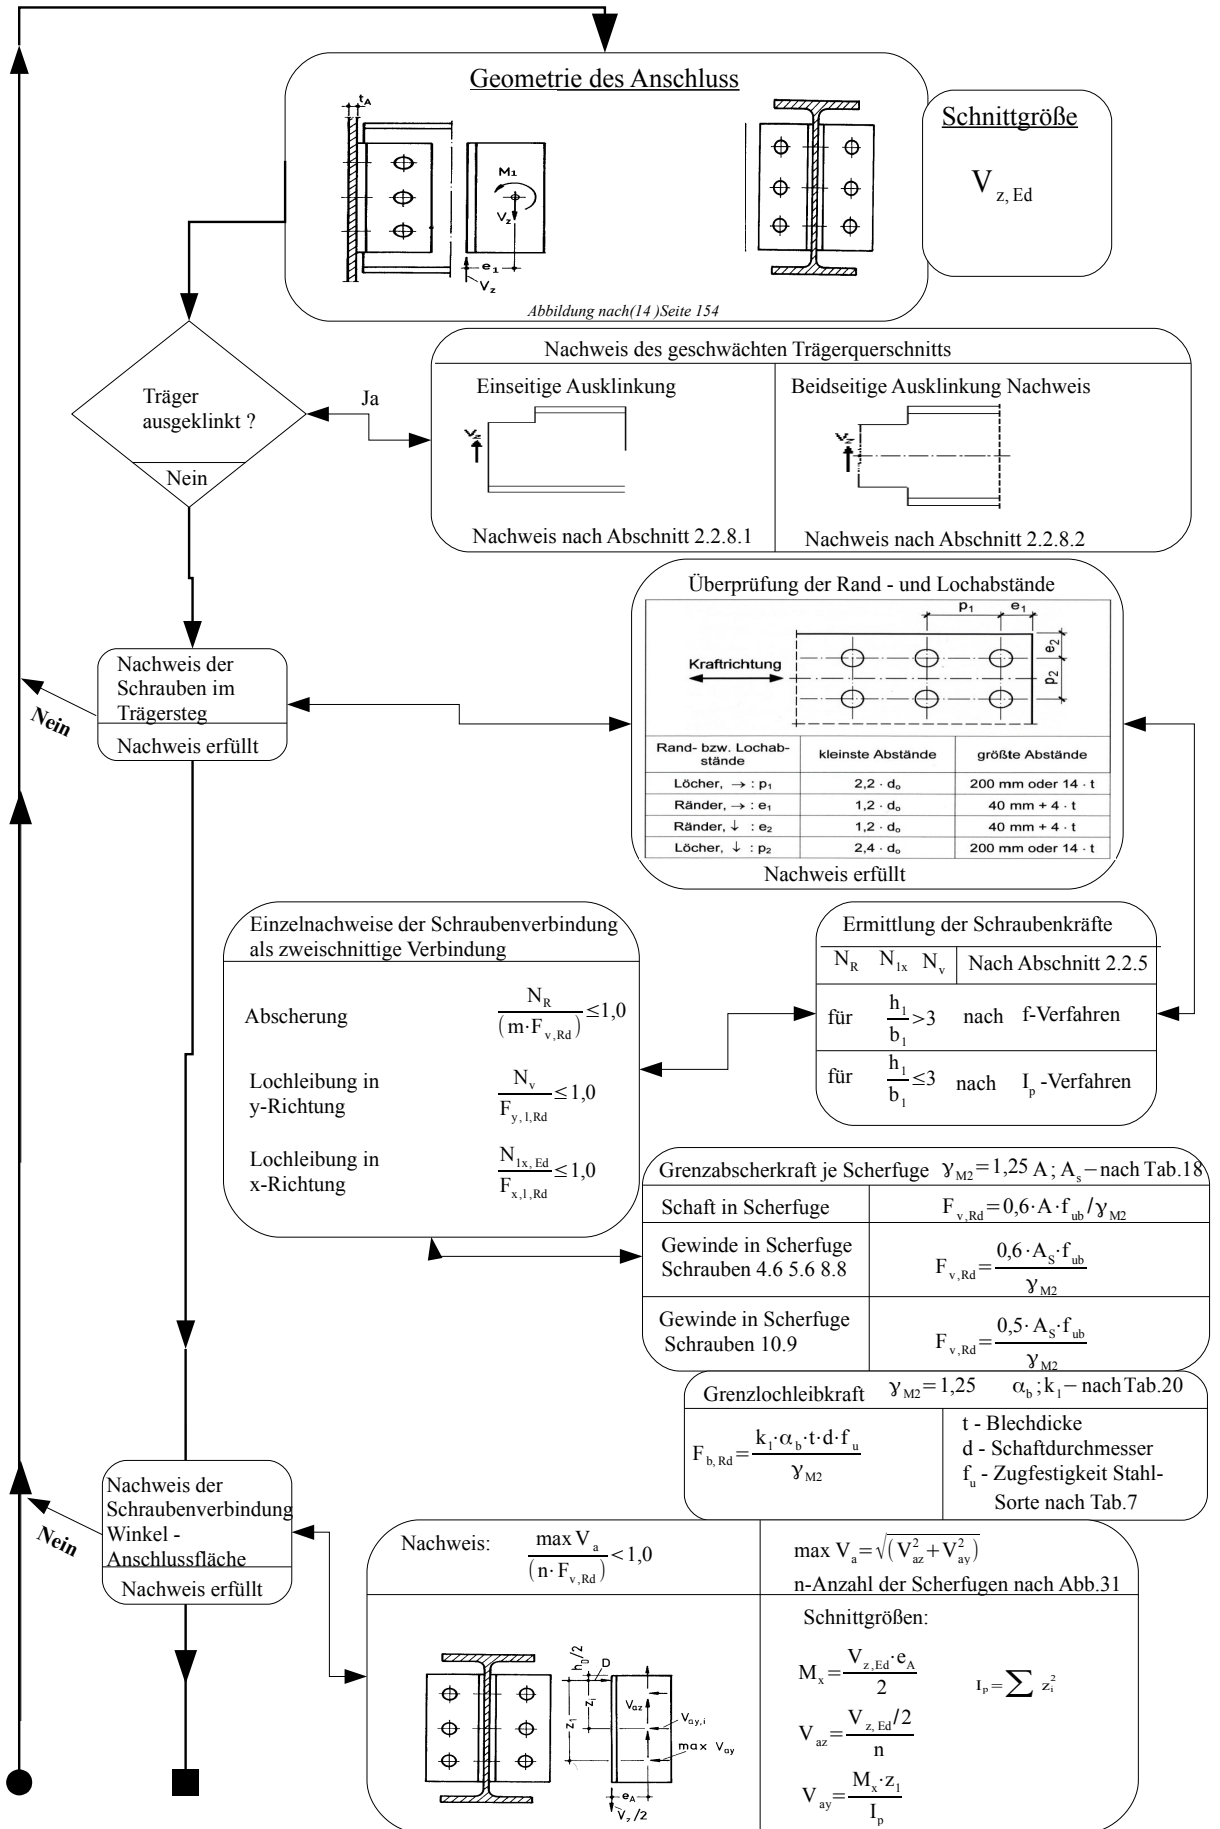 Geometrie des Anschluss
t_A
M₁
V_z
e₁
V_z
Abbildung nach(14 )Seite 154
Schnittgröße
V_z, Ed
Träger
ausgeklinkt ?
Ja
Nein
Nachweis des geschwächten Trägerquerschnitts
Einseitige Ausklinkung
V_z
Nachweis nach Abschnitt 2.2.8.1
Beidseitige Ausklinkung Nachweis
V_z
Nachweis nach Abschnitt 2.2.8.2
Nachweis der
Schrauben im
Trägersteg
Nachweis erfüllt
Nein
Überprüfung der Rand - und Lochabstände
p₁ e₁
e₂
p₂
Kraftrichtung
Rand- bzw. Lochab-
stände
kleinste Abstände
größte Abstände
Löcher, → : p₁ 2,2 · d₀ 200 mm oder 14 · t
Ränder, → : e₁ 1,2 · d₀ 40 mm + 4 · t
Ränder, ↓ : e₂ 1,2 · d₀ 40 mm + 4 · t
Löcher, ↓ : p₂ 2,4 · d₀ 200 mm oder 14 · t
Nachweis erfüllt
Ermittlung der Schraubenkräfte
N_R N_1x N_v Nach Abschnitt 2.2.5
für h₁/b₁ >3 nach f-Verfahren
für h₁/b₁ ≤3 nach I_p -Verfahren
Einzelnachweise der Schraubenverbindung
als zweischnittige Verbindung
Abscherung N_R/(m·F_v,Rd) ≤1,0
Lochleibung in
y-Richtung
N_v/F_y,l,Rd ≤1,0
Lochleibung in
x-Richtung
N_1x,Ed/F_x,l,Rd ≤1,0
Grenzabscherkraft je Scherfuge γ_M2=1,25 A; A_s – nach Tab.18
Schaft in Scherfuge F_v,Rd=0,6·A·f_ub/γ_M2
Gewinde in Scherfuge
Schrauben 4.6 5.6 8.8
F_v,Rd=0,6·A_S·f_ub/γ_M2
Gewinde in Scherfuge
Schrauben 10.9
F_v,Rd=0,5·A_S·f_ub/γ_M2
Grenzlochleibkraft γ_M2=1,25 α_b;k₁ – nach Tab.20
F_b,Rd=k₁·α_b·t·d·f_u/γ_M2
t - Blechdicke
d - Schaftdurchmesser
f_u - Zugfestigkeit Stahl-
Sorte nach Tab.7
Nachweis der
Schraubenverbindung
Winkel -
Anschlussfläche
Nachweis erfüllt
Nein
Nachweis: max V_a/(n·F_v,Rd) <1,0
max V_a=√(V²_az+V²_ay)
n-Anzahl der Scherfugen nach Abb.31
Schnittgrößen:
M_x=V_z,Ed·e_A/2 I_p=∑ z_i²
V_az=V_z,Ed/2/n
V_ay=M_x·z₁/I_p
h_D/2
D
z_i
z₁
V_az
V_ay,i
max V_ay
e_A
V_z/2